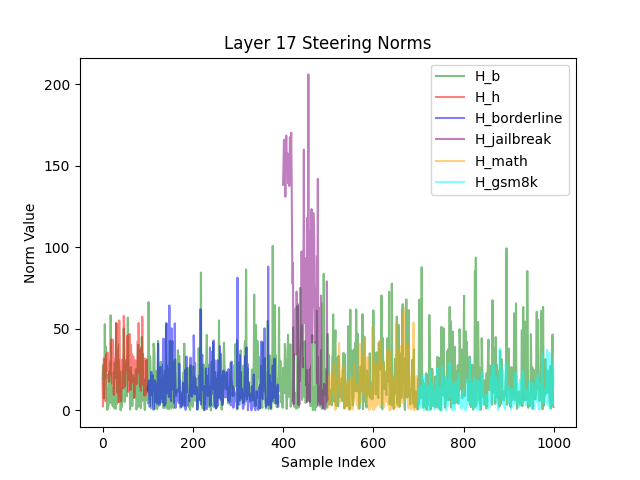 Layer 17 Steering Norms
Norm Value
200
150
100
50
0
H_b
H_h
H_borderline
H_jailbreak
H_math
H_gsm8k
0 200 400 600 800 1000
Sample Index